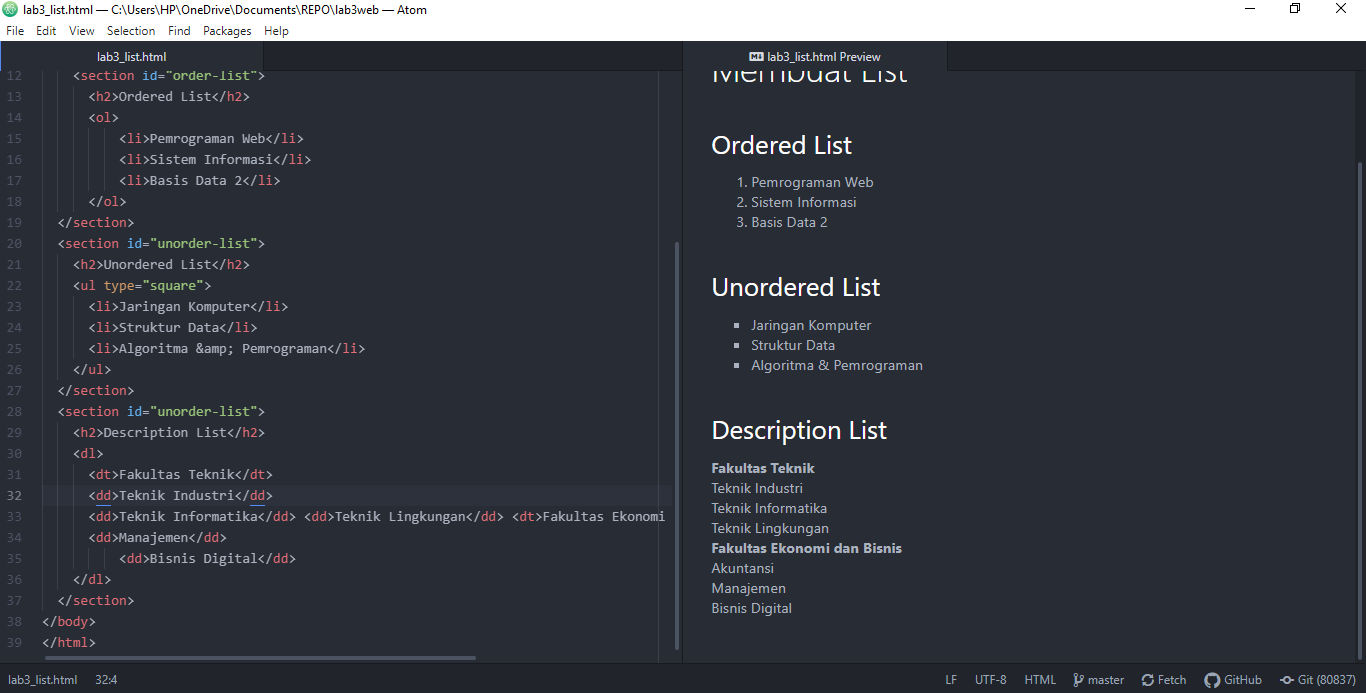 lab3_list.html — C:\Users\HP\OneDrive\Documents\REPO\lab3web — Atom
File Edit View Selection Find Packages Help
lab3_list.html
12 <section id="order-list">
13 <h2>Ordered List</h2>
14 <ol>
15 <li>Pemrograman Web</li>
16 <li>Sistem Informasi</li>
17 <li>Basis Data 2</li>
18 </ol>
19 </section>
20 <section id="unorder-list">
21 <h2>Unordered List</h2>
22 <ul type="square">
23 <li>Jaringan Komputer</li>
24 <li>Struktur Data</li>
25 <li>Algoritma &amp; Pemrograman</li>
26 </ul>
27 </section>
28 <section id="unorder-list">
29 <h2>Description List</h2>
30 <dl>
31 <dt>Fakultas Teknik</dt>
32 <dd>Teknik Industri</dd>
33 <dd>Teknik Informatika</dd> <dd>Teknik Lingkungan</dd> <dt>Fakultas Ekonomi
34 <dd>Manajemen</dd>
35 <dd>Bisnis Digital</dd>
36 </dl>
37 </section>
38 </body>
39 </html>
lab3_list.html Preview
Membuat List
Ordered List
1. Pemrograman Web
2. Sistem Informasi
3. Basis Data 2
Unordered List
Jaringan Komputer
Struktur Data
Algoritma & Pemrograman
Description List
Fakultas Teknik
Teknik Industri
Teknik Informatika
Teknik Lingkungan
Fakultas Ekonomi dan Bisnis
Akuntansi
Manajemen
Bisnis Digital
lab3_list.html 32:4 LF UTF-8 HTML master Fetch GitHub Git (80837)